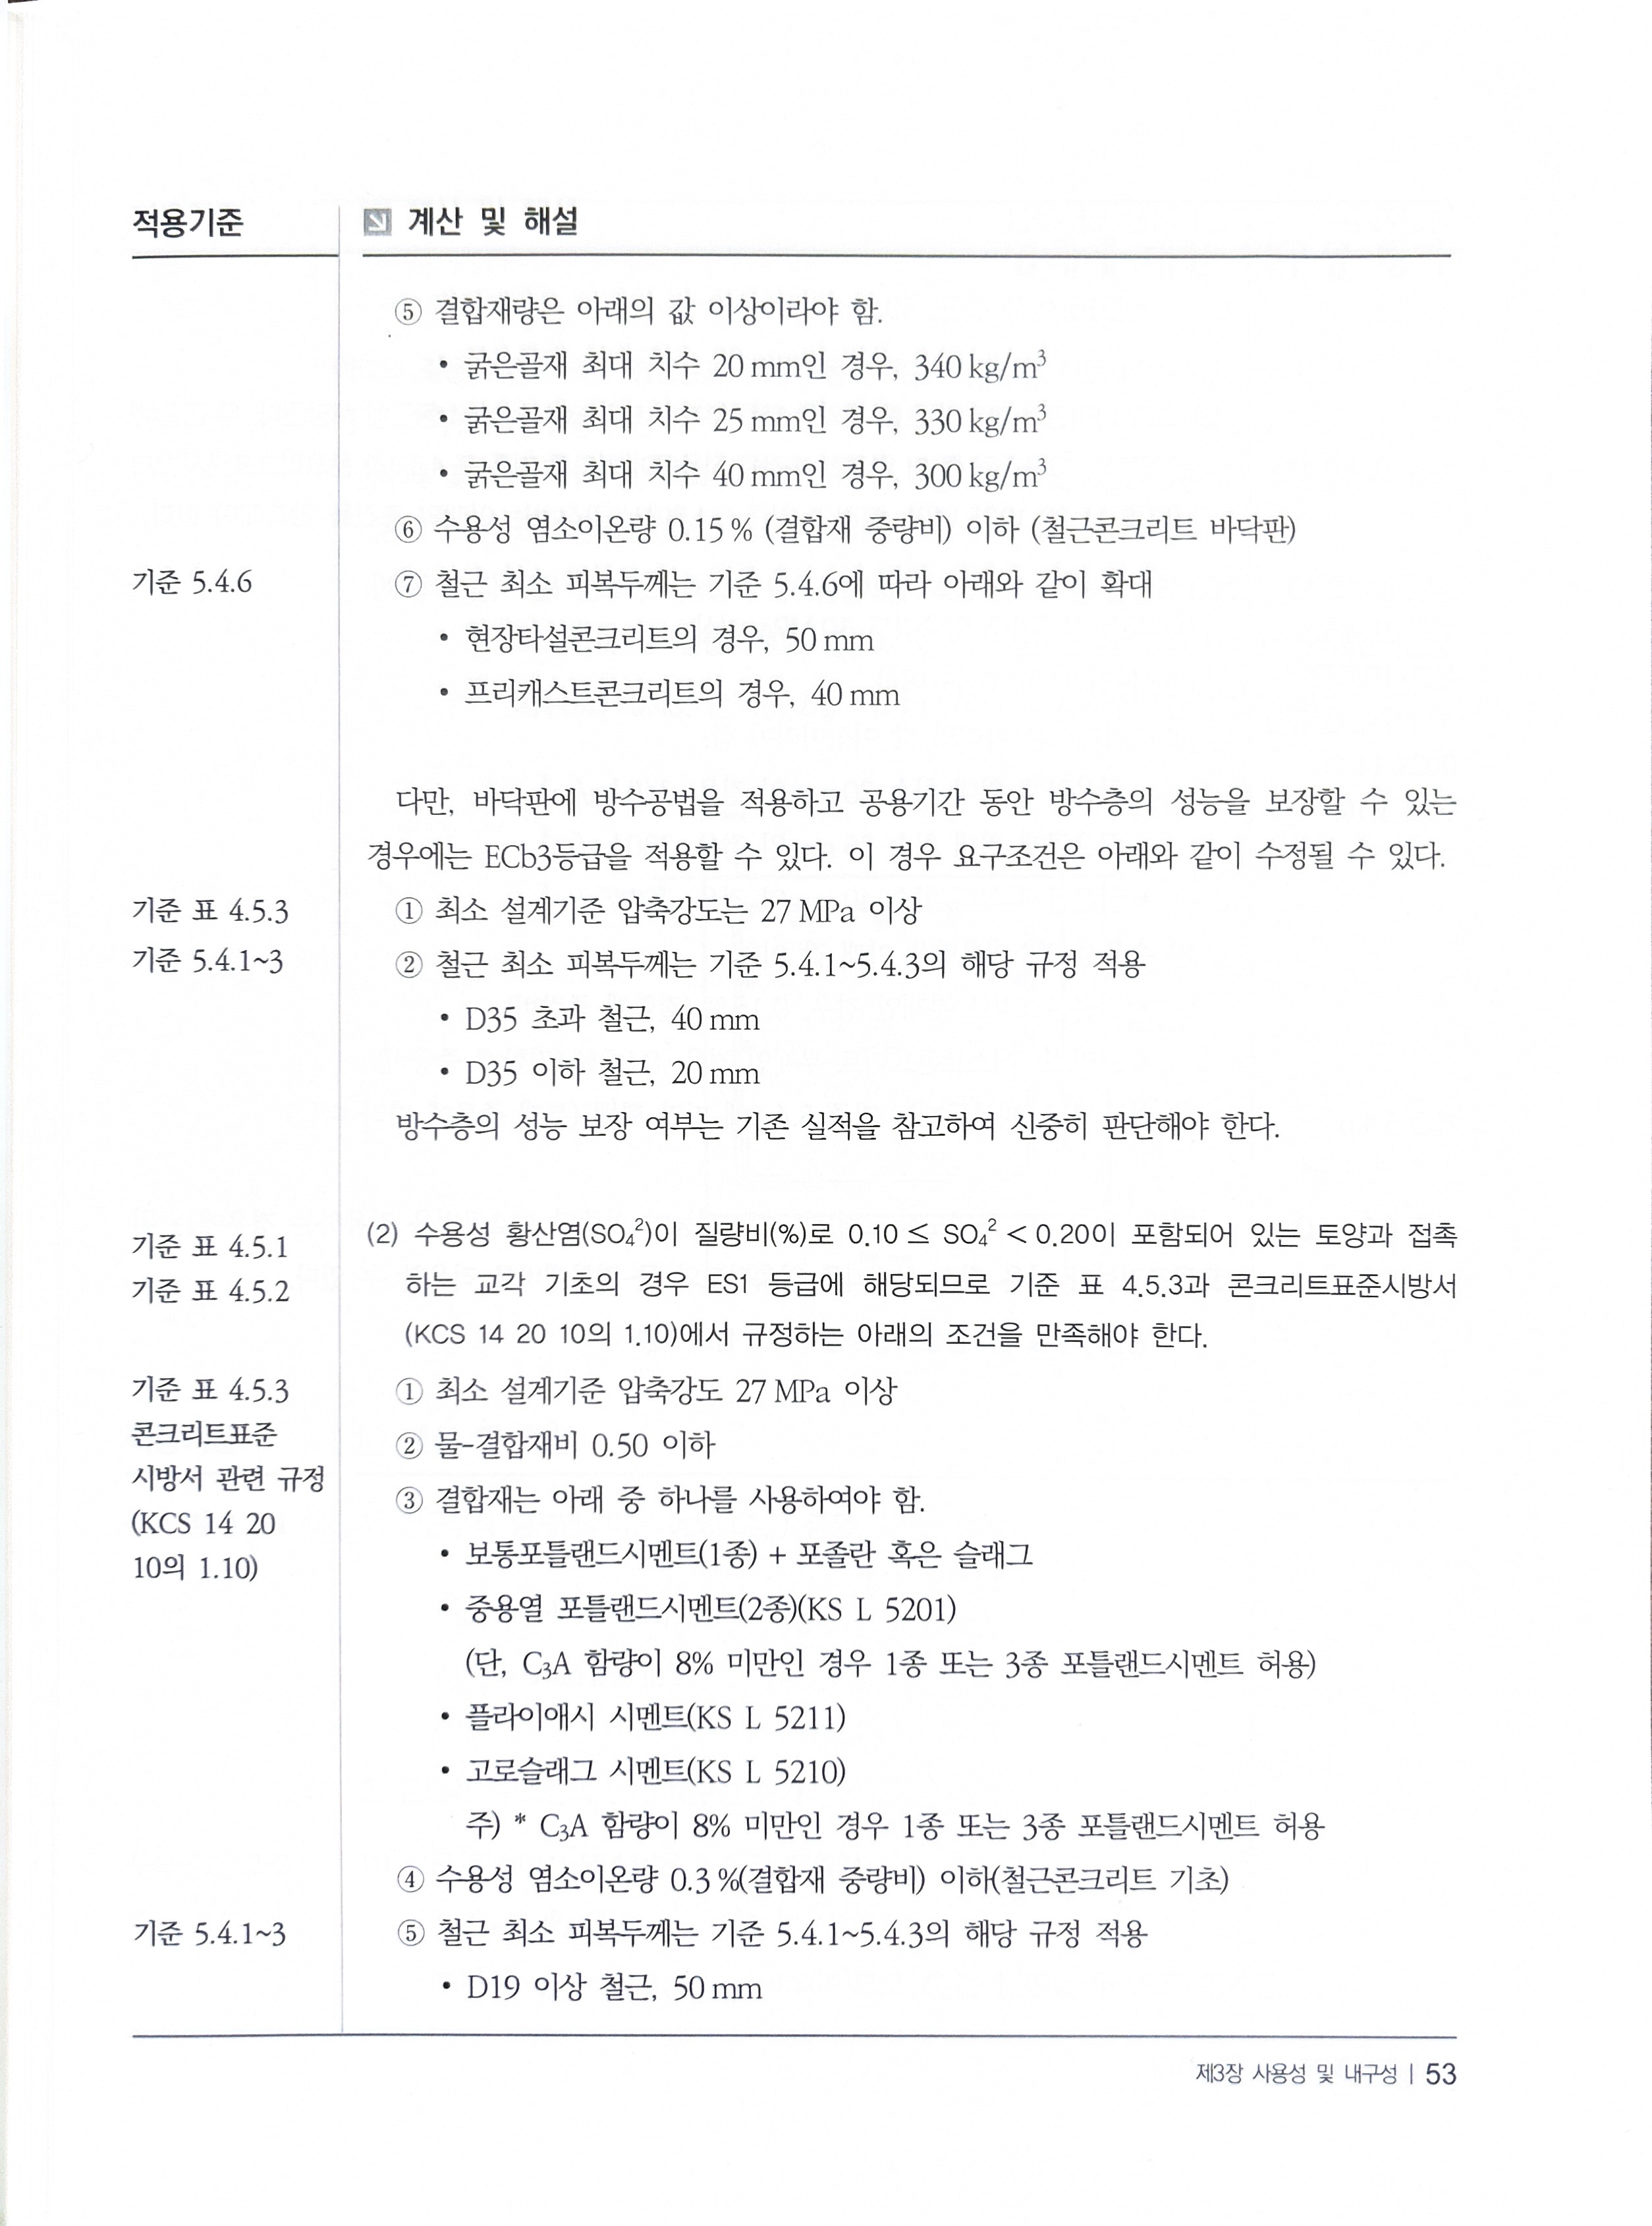 적용기준
계산 및 해설
⑤ 결합재량은 아래의 값 이상이라야 함.
• 굵은골재 최대 치수 20 mm인 경우, 340 kg/m³
• 굵은골재 최대 치수 25 mm인 경우, 330 kg/m³
• 굵은골재 최대 치수 40 mm인 경우, 300 kg/m³
⑥ 수용성 염소이온량 0.15 % (결합재 중량비) 이하 (철근콘크리트 바닥판)
기준 5.4.6
⑦ 철근 최소 피복두께는 기준 5.4.6에 따라 아래와 같이 확대
• 현장타설콘크리트의 경우, 50 mm
• 프리캐스트콘크리트의 경우, 40 mm
다만, 바닥판에 방수공법을 적용하고 공용기간 동안 방수층의 성능을 보장할 수 있는
경우에는 ECb3등급을 적용할 수 있다. 이 경우 요구조건은 아래와 같이 수정될 수 있다.
기준 표 4.5.3
① 최소 설계기준 압축강도는 27 MPa 이상
기준 5.4.1~3
② 철근 최소 피복두께는 기준 5.4.1~5.4.3의 해당 규정 적용
• D35 초과 철근, 40 mm
• D35 이하 철근, 20 mm
방수층의 성능 보장 여부는 기존 실적을 참고하여 신중히 판단해야 한다.
기준 표 4.5.1
(2) 수용성 황산염(SO₄²)이 질량비(%)로 0.10 ≤ SO₄² < 0.20이 포함되어 있는 토양과 접촉
기준 표 4.5.2
하는 교각 기초의 경우 ES1 등급에 해당되므로 기준 표 4.5.3과 콘크리트표준시방서
(KCS 14 20 10의 1.10)에서 규정하는 아래의 조건을 만족해야 한다.
기준 표 4.5.3
콘크리트표준
시방서 관련 규정
(KCS 14 20
10의 1.10)
① 최소 설계기준 압축강도 27 MPa 이상
② 물-결합재비 0.50 이하
③ 결합재는 아래 중 하나를 사용하여야 함.
• 보통포틀랜드시멘트(1종) + 포졸란 혹은 슬래그
• 중용열 포틀랜드시멘트(2종)(KS L 5201)
(단, C₃A 함량이 8% 미만인 경우 1종 또는 3종 포틀랜드시멘트 허용)
• 플라이애시 시멘트(KS L 5211)
• 고로슬래그 시멘트(KS L 5210)
주) * C₃A 함량이 8% 미만인 경우 1종 또는 3종 포틀랜드시멘트 허용
④ 수용성 염소이온량 0.3 %(결합재 중량비) 이하(철근콘크리트 기초)
기준 5.4.1~3
⑤ 철근 최소 피복두께는 기준 5.4.1~5.4.3의 해당 규정 적용
• D19 이상 철근, 50 mm
제3장 사용성 및 내구성 | 53